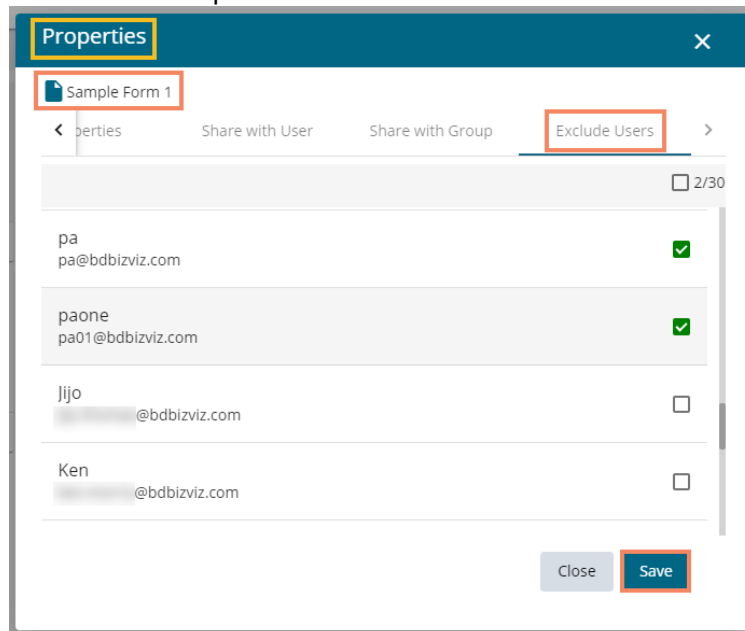 Properties
Sample Form 1
perties Share with User Share with Group Exclude Users
2/30
pa
pa@bdbizviz.com
paone
pa01@bdbizviz.com
Jijo
@bdbizviz.com
Ken
@bdbizviz.com
Close Save